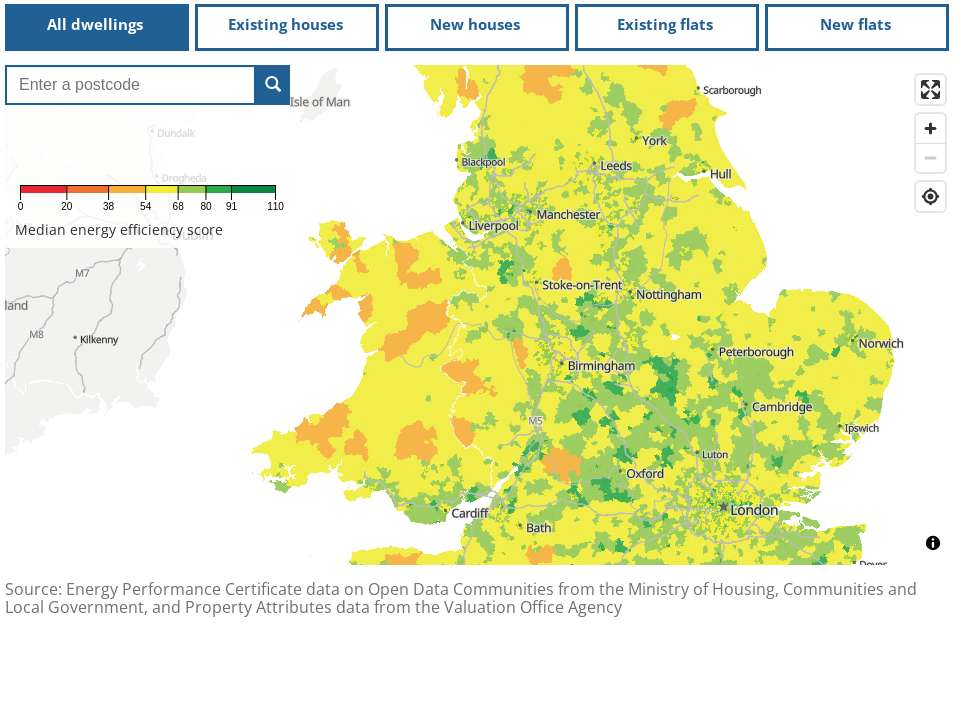 All dwellings
Existing houses
New houses
Existing flats
New flats
Enter a postcode
Isle of Man
Scarborough
Dundalk
York
Blackpool
Leeds
Drogheda
Hull
0 20 38 54 68 80 91 110
Manchester
Liverpool
Median energy efficiency score
Dublin
M7
Stoke-on-Trent
Nottingham
land
M8
Kilkenny
Norwich
Peterborough
Birmingham
Cambridge
M5
Ipswich
Luton
Oxford
London
Cardiff
Bath
Dover
Source: Energy Performance Certificate data on Open Data Communities from the Ministry of Housing, Communities and
Local Government, and Property Attributes data from the Valuation Office Agency